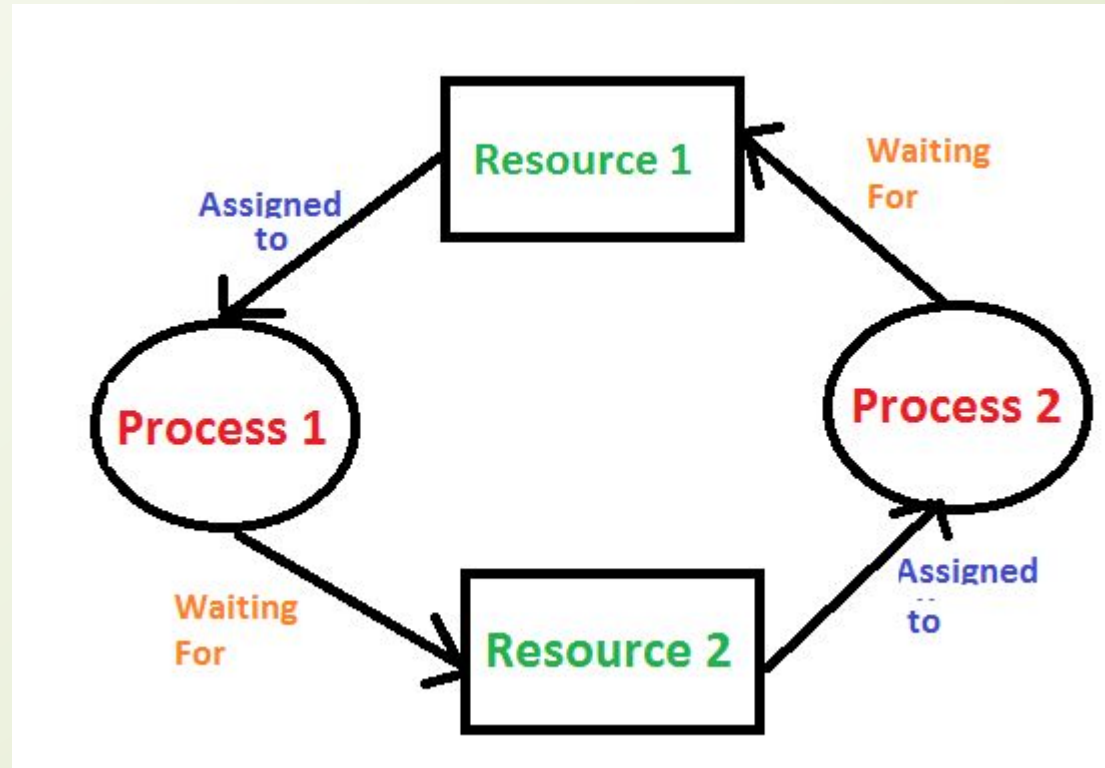 Resource 1
Waiting
For
Assigned
to
Process 1
Process 2
Waiting
For
Resource 2
Assigned
to